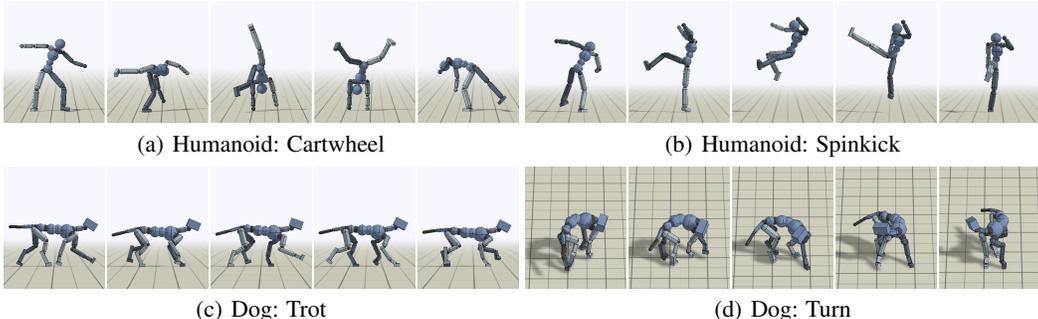 (a) Humanoid: Cartwheel
(b) Humanoid: Spinkick
(c) Dog: Trot
(d) Dog: Turn